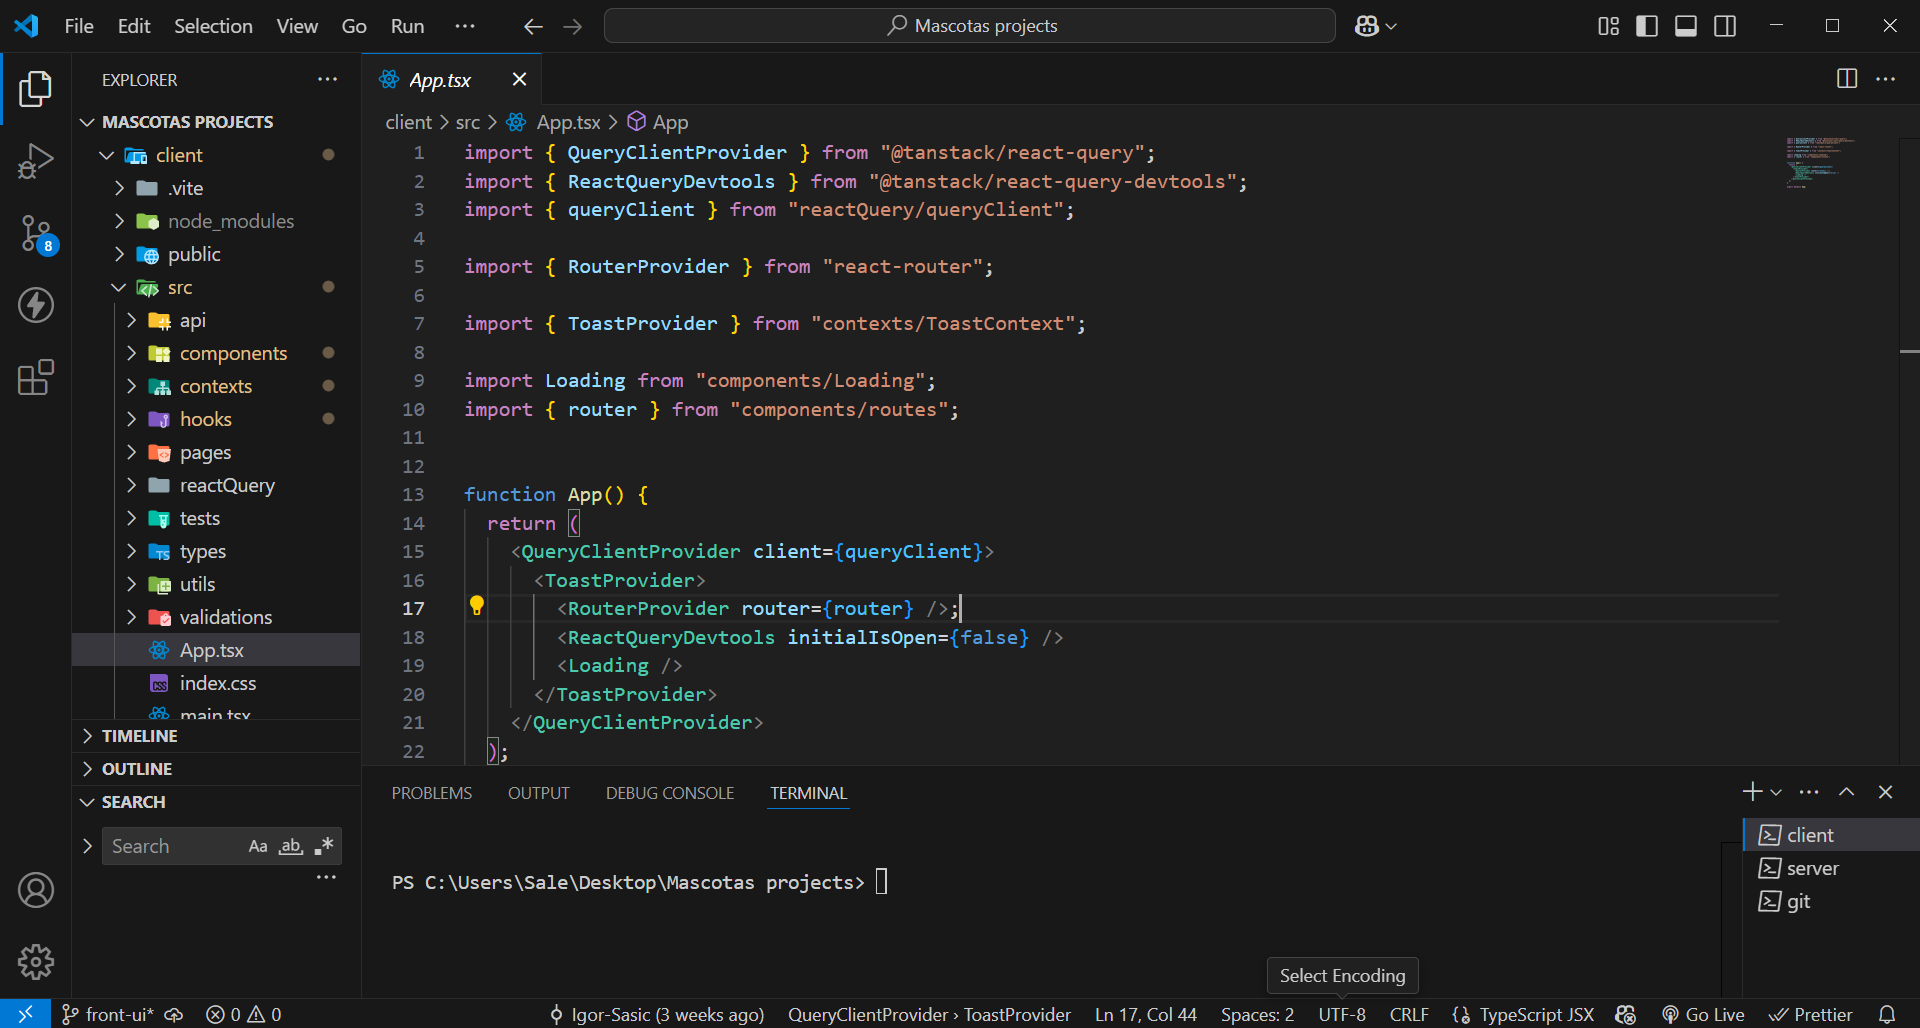 File Edit Selection View Go Run ··· Mascotas projects
EXPLORER ···
MASCOTAS PROJECTS
client
.vite
node_modules
public
src
api
components
contexts
hooks
pages
reactQuery
tests
types
utils
validations
App.tsx
index.css
main.tsx
TIMELINE
OUTLINE
SEARCH
Search Aa ab
8
App.tsx
client > src > App.tsx > App
1 import { QueryClientProvider } from "@tanstack/react-query";
2 import { ReactQueryDevtools } from "@tanstack/react-query-devtools";
3 import { queryClient } from "reactQuery/queryClient";
4
5 import { RouterProvider } from "react-router";
6
7 import { ToastProvider } from "contexts/ToastContext";
8
9 import Loading from "components/Loading";
10 import { router } from "components/routes";
11
12
13 function App() {
14 return (
15 <QueryClientProvider client={queryClient}>
16 <ToastProvider>
17 <RouterProvider router={router} />;
18 <ReactQueryDevtools initialIsOpen={false} />
19 <Loading />
20 </ToastProvider>
21 </QueryClientProvider>
22 );
PROBLEMS OUTPUT DEBUG CONSOLE TERMINAL
PS C:\Users\Sale\Desktop\Mascotas projects>
client
server
git
Select Encoding
front-ui* 0 0 Igor-Sasic (3 weeks ago) QueryClientProvider › ToastProvider Ln 17, Col 44 Spaces: 2 UTF-8 CRLF TypeScript JSX Go Live Prettier